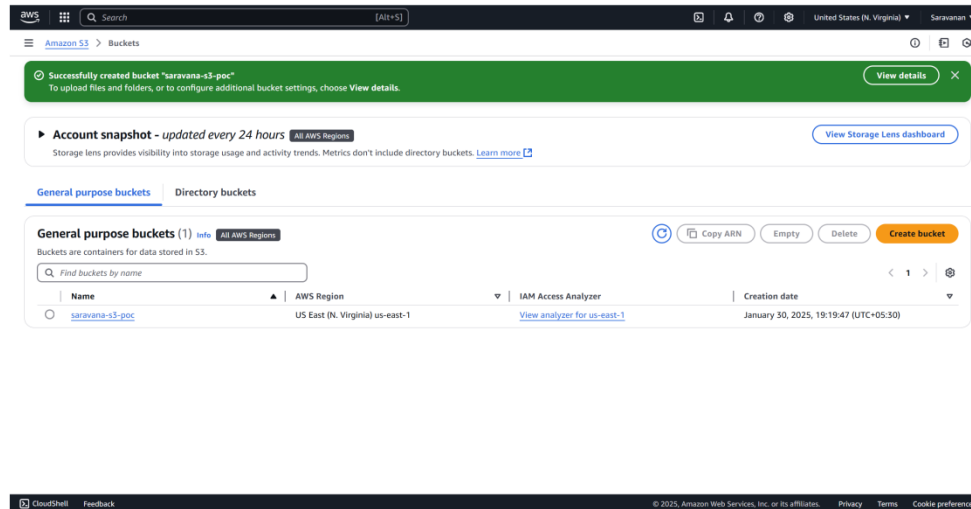 aws Search [Alt+S] United States (N. Virginia) ▼ Saravanan
Amazon S3 > Buckets
Successfully created bucket "saravana-s3-poc" View details
To upload files and folders, or to configure additional bucket settings, choose View details.
Account snapshot - updated every 24 hours All AWS Regions View Storage Lens dashboard
Storage lens provides visibility into storage usage and activity trends. Metrics don't include directory buckets. Learn more
General purpose buckets Directory buckets
General purpose buckets (1) Info All AWS Regions Copy ARN Empty Delete Create bucket
Buckets are containers for data stored in S3.
Find buckets by name 1
Name AWS Region IAM Access Analyzer Creation date
saravana-s3-poc US East (N. Virginia) us-east-1 View analyzer for us-east-1 January 30, 2025, 19:19:47 (UTC+05:30)
CloudShell Feedback © 2025, Amazon Web Services, Inc. or its affiliates. Privacy Terms Cookie preference